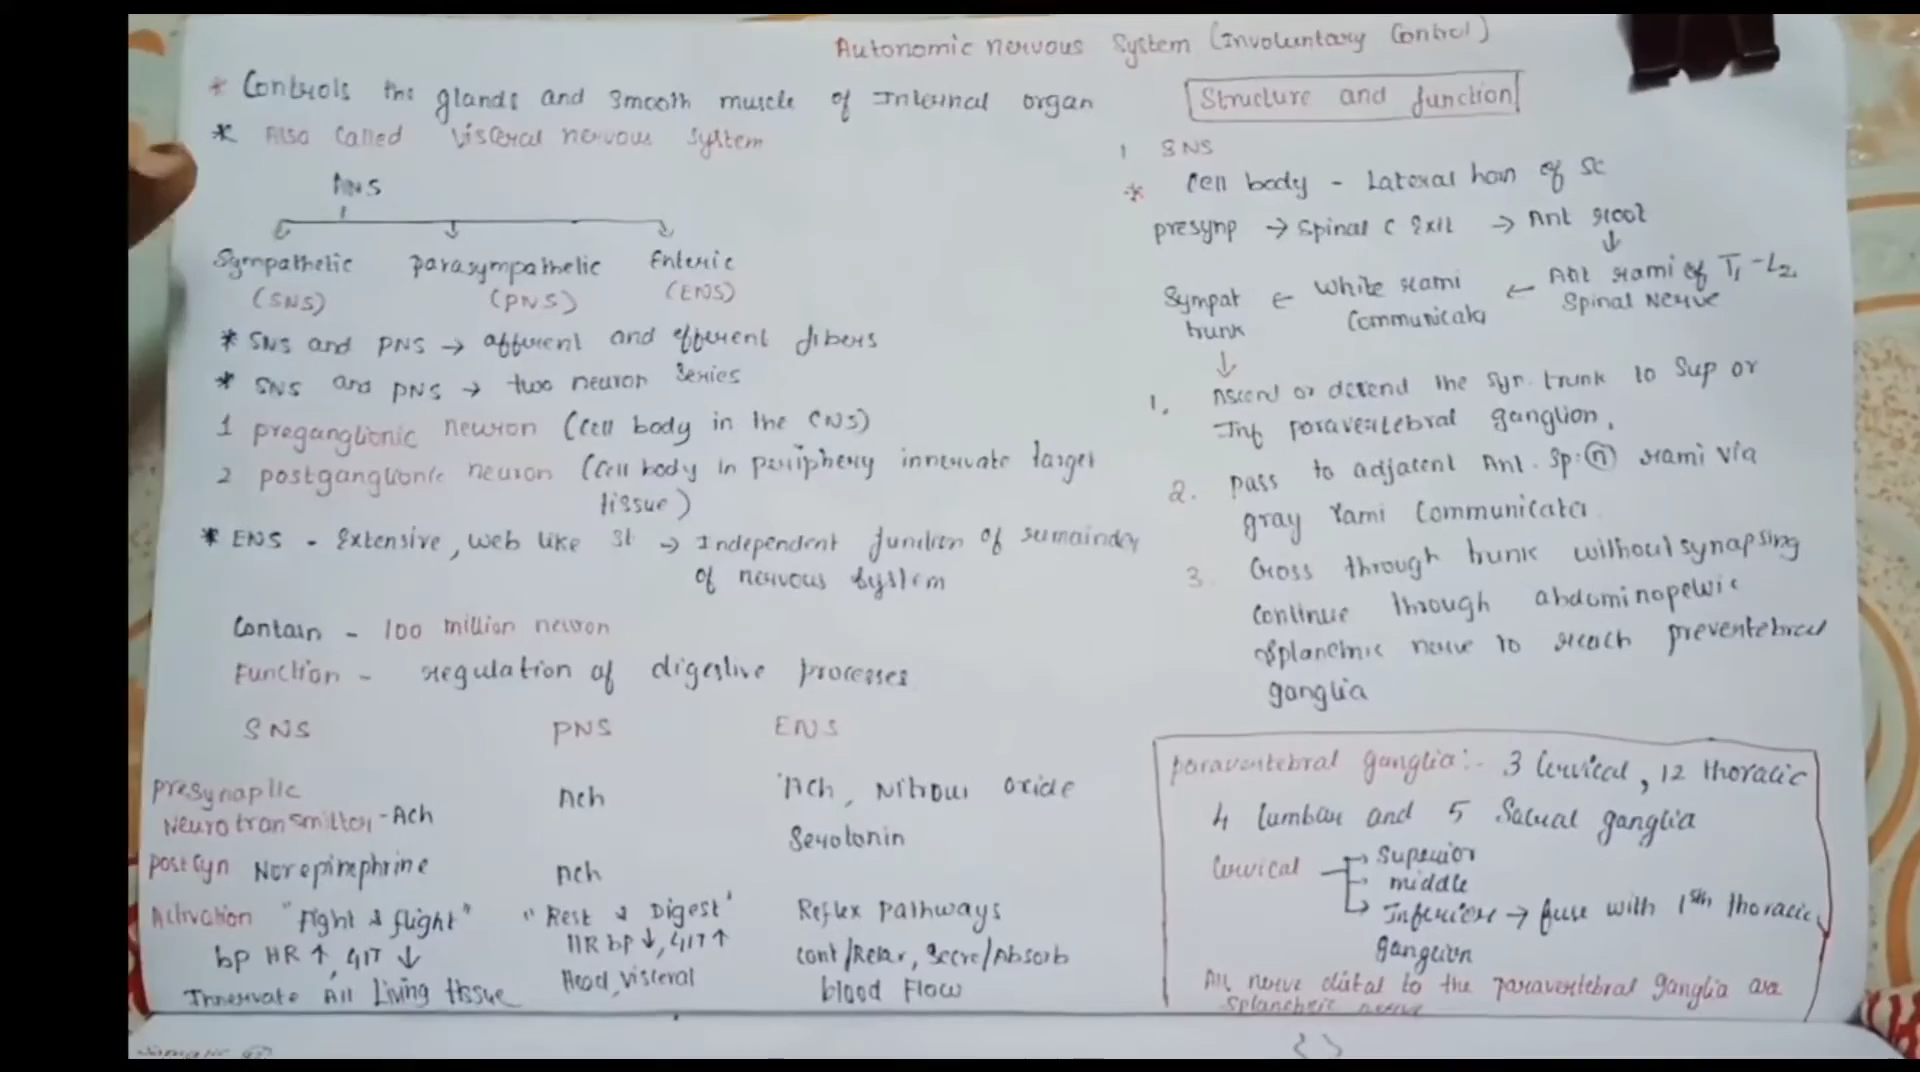 Autonomic nervous System (Involuntary Control)
* Controls the glands and smooth muscle of Internal organ
* Also called Visceral nervous system
ANS
Sympathetic parasympathetic Enteric
(SNS) (PNS) (ENS)
* SNS and PNS → afferent and efferent fibers
* SNS and PNS → two neuron series
1 preganglionic neuron (cell body in the CNS)
2 postganglionic neuron (cell body in periphery innervate target
tissue)
* ENS - Extensive, web like St → Independent function of remainder
of nervous system
Contain - 100 million neuron
Function - regulation of digestive processes
SNS PNS ENS
presynaptic
Neurotransmitter - Ach Ach Ach, Nitrous oxide
Serotonin
postsyn Norepinephrine Ach
Activation "Fight & flight" "Rest & Digest" Reflex pathways
bp HR ↑, GIT ↓ HR bp ↓, GIT ↑ cont/Relax, Secre/Absorb
Innervate All Living tissue Head, visceral blood Flow
Structure and function
1 SNS
* Cell body - Lateral horn of SC
presynp → Spinal C Exit → Ant root
↓
Sympat ← White rami ← Ant rami of T1-L2
trunk Communicate Spinal Nerve
↓
1. Ascend or decend the syn. trunk to Sup or
Inf paravertebral ganglion,
2. pass to adjacent Ant. Sp. (n) rami via
gray rami Communicate
3. Cross through trunk without synapsing
continue through abdominopelvic
splanchnic nerve to reach prevertebral
ganglia
paravertebral ganglia:- 3 Cervical, 12 thoracic
4 lumbar and 5 Sacral ganglia
Cervical → Superior
→ middle
→ Inferior → fuse with 1st thoracic
ganglion
All nerve distal to the paravertebral ganglia are
splanchnic nerve